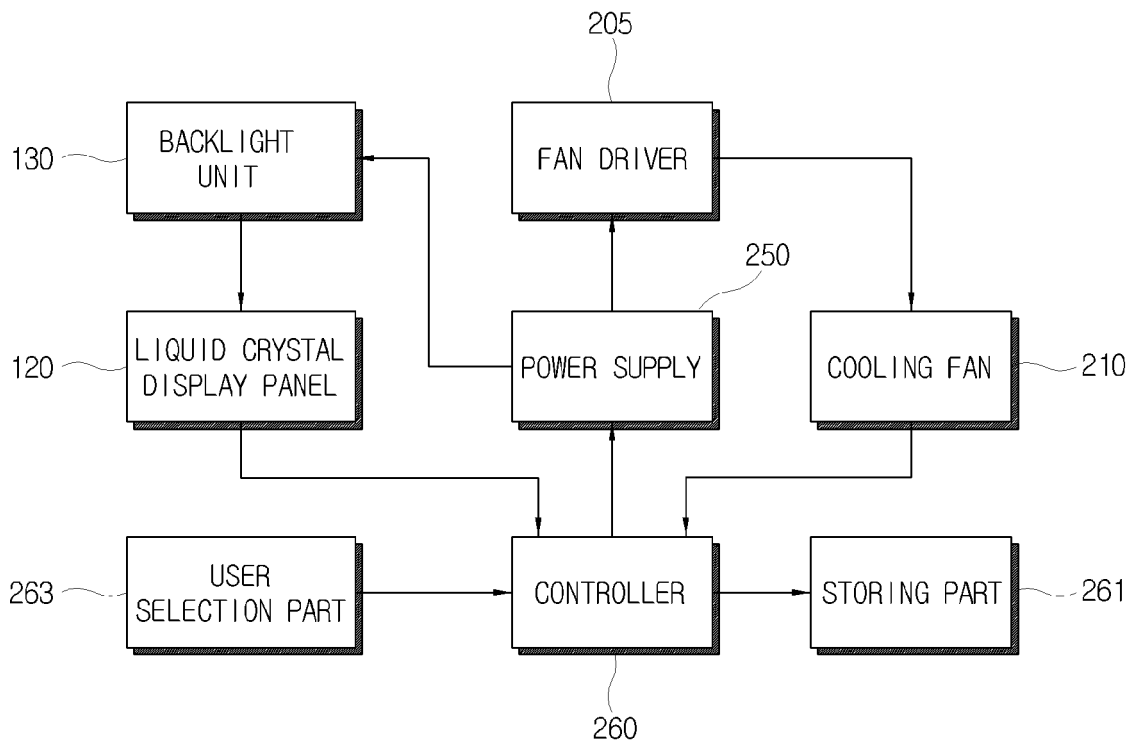 205
130
BACKLIGHT
UNIT
FAN DRIVER
250
120
LIQUID CRYSTAL
DISPLAY PANEL
POWER SUPPLY
COOLING FAN
210
263
USER
SELECTION PART
CONTROLLER
STORING PART
261
260